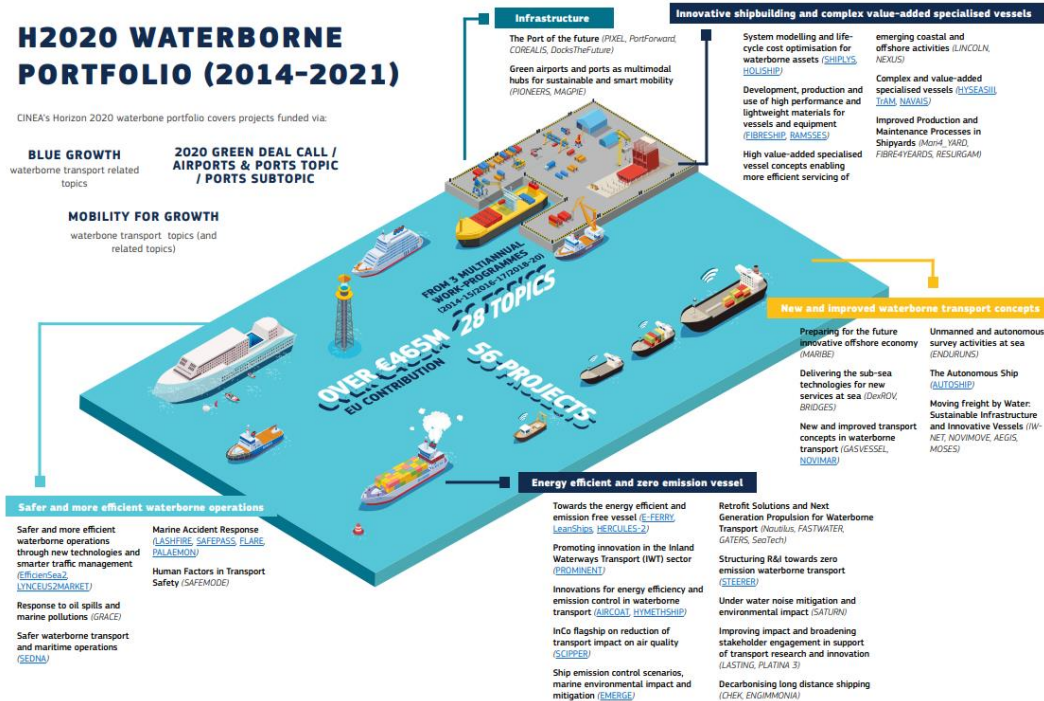 H2020 WATERBORNE
PORTFOLIO (2014-2021)
CINEA's Horizon 2020 waterbone portfolio covers projects funded via:
BLUE GROWTH
waterborne transport related
topics
2020 GREEN DEAL CALL /
AIRPORTS & PORTS TOPIC
/ PORTS SUBTOPIC
MOBILITY FOR GROWTH
waterbone transport topics (and
related topics)
Infrastructure
The Port of the future (PIXEL, PortForward,
COREALIS, DocksTheFuture)
Green airports and ports as multimodal
hubs for sustainable and smart mobility
(PIONEERS, MAGPIE)
Innovative shipbuilding and complex value-added specialised vessels
System modelling and life-
cycle cost optimisation for
waterborne assets (SHIPLYS,
HOLISHIP)
Development, production and
use of high performance and
lightweight materials for
vessels and equipment
(FIBRESHIP, RAMSSES)
High value-added specialised
vessel concepts enabling
more efficient servicing of
emerging coastal and
offshore activities (LINCOLN,
NEXUS)
Complex and value-added
specialised vessels (HYSEASIII,
TrAM, NAVAIS)
Improved Production and
Maintenance Processes in
Shipyards (Mari4_YARD,
FIBRE4YEARDS, RESURGAM)
FROM 3 MULTIANNUAL
WORK-PROGRAMMES
(2014-15/2016-17/2018-20)
28 TOPICS
OVER €465M
EU CONTRIBUTION
56 PROJECTS
New and improved waterborne transport concepts
Preparing for the future
innovative offshore economy
(MARIBE)
Delivering the sub-sea
technologies for new
services at sea (DexROV,
BRIDGES)
New and improved transport
concepts in waterborne
transport (GASVESSEL,
NOVIMAR)
Unmanned and autonomous
survey activities at sea
(ENDURUNS)
The Autonomous Ship
(AUTOSHIP)
Moving freight by Water:
Sustainable Infrastructure
and Innovative Vessels (IW-
NET, NOVIMOVE, AEGIS,
MOSES)
Safer and more efficient waterborne operations
Safer and more efficient
waterborne operations
through new technologies and
smarter traffic management
(EfficienSea2,
LYNCEUS2MARKET)
Response to oil spills and
marine pollutions (GRACE)
Safer waterborne transport
and maritime operations
(SEDNA)
Marine Accident Response
(LASHFIRE, SAFEPASS, FLARE,
PALAEMON)
Human Factors in Transport
Safety (SAFEMODE)
Energy efficient and zero emission vessel
Towards the energy efficient and
emission free vessel (E-FERRY,
LeanShips, HERCULES-2)
Promoting innovation in the Inland
Waterways Transport (IWT) sector
(PROMINENT)
Innovations for energy efficiency and
emission control in waterborne
transport (AIRCOAT, HYMETHSHIP)
InCo flagship on reduction of
transport impact on air quality
(SCIPPER)
Ship emission control scenarios,
marine environmental impact and
mitigation (EMERGE)
Retrofit Solutions and Next
Generation Propulsion for Waterborne
Transport (Nautilus, FASTWATER,
GATERS, SeaTech)
Structuring R&I towards zero
emission waterborne transport
(STEERER)
Under water noise mitigation and
environmental impact (SATURN)
Improving impact and broadening
stakeholder engagement in support
of transport research and innovation
(LASTING, PLATINA 3)
Decarbonising long distance shipping
(CHEK, ENGIMMONIA)